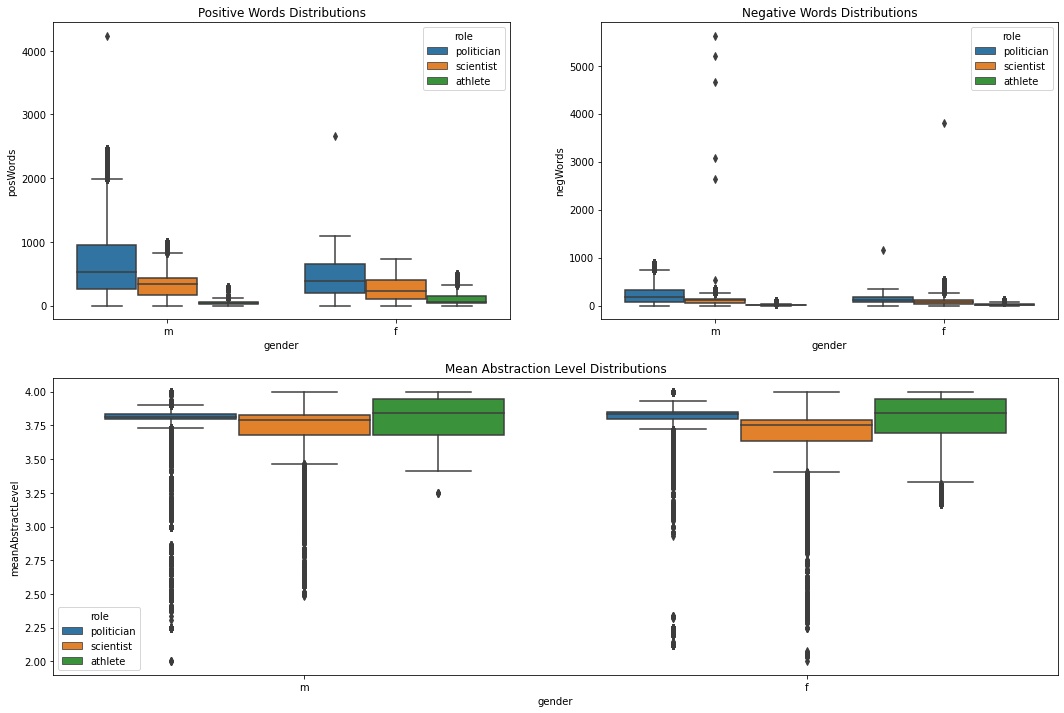 Positive Words Distributions
4000
3000
2000
1000
0
posWords
m
f
gender
role
politician
scientist
athlete
Negative Words Distributions
5000
4000
3000
2000
1000
0
negWords
m
f
gender
role
politician
scientist
athlete
Mean Abstraction Level Distributions
4.00
3.75
3.50
3.25
3.00
2.75
2.50
2.25
2.00
meanAbstractLevel
role
politician
scientist
athlete
m
f
gender